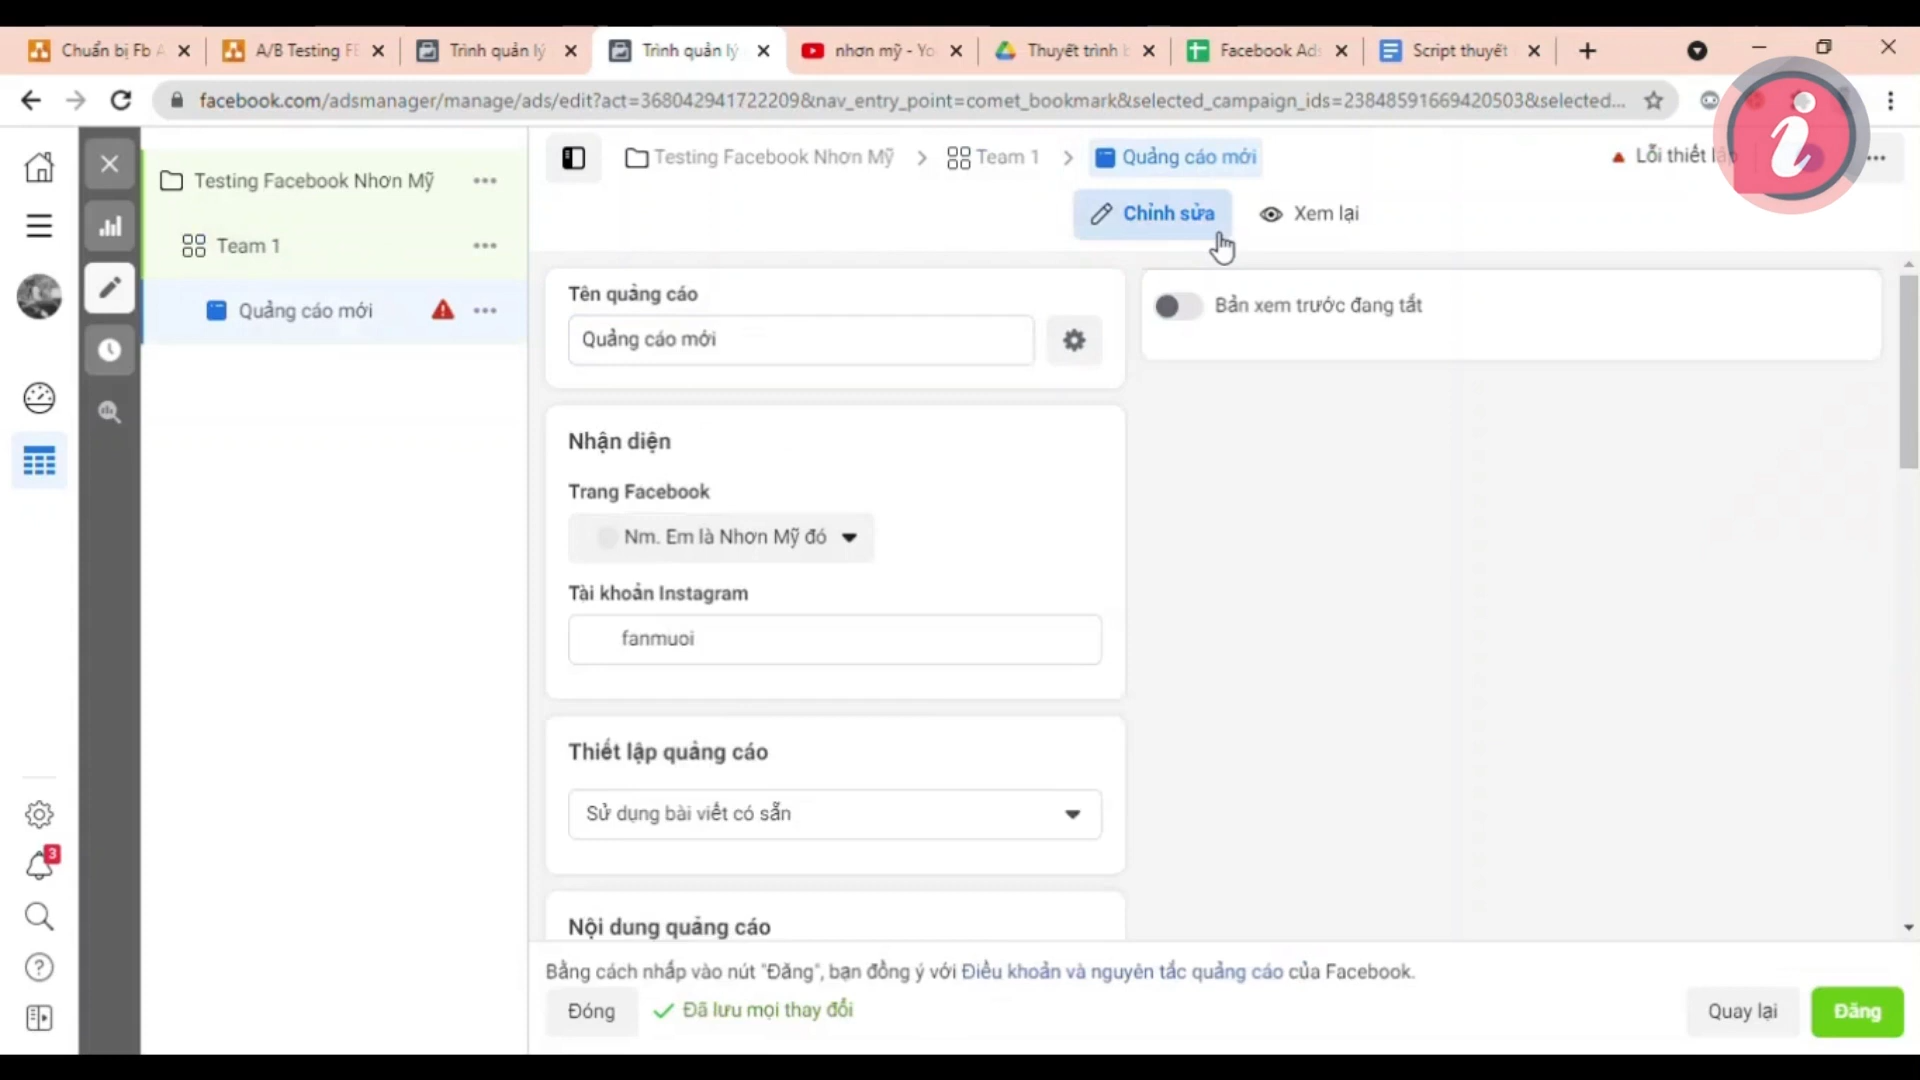 Chuẩn bị Fb A
A/B Testing FE
Trình quản lý
Trình quản lý
nhơn mỹ - Yo
Thuyết trình b
Facebook Ads
Script thuyết
facebook.com/adsmanager/manage/ads/edit?act=368042941722209&nav_entry_point=comet_bookmark&selected_campaign_ids=23848591669420503&selected...
Testing Facebook Nhơn Mỹ
Team 1
Quảng cáo mới
3
Testing Facebook Nhơn Mỹ
Team 1
Quảng cáo mới
Lỗi thiết
Chỉnh sửa
Xem lại
Tên quảng cáo
Quảng cáo mới
Bản xem trước đang tắt
Nhận diện
Trang Facebook
Nm. Em là Nhơn Mỹ đó
Tài khoản Instagram
fanmuoi
Thiết lập quảng cáo
Sử dụng bài viết có sẵn
Nội dung quảng cáo
Bằng cách nhấp vào nút "Đăng", bạn đồng ý với Điều khoản và nguyên tắc quảng cáo của Facebook.
Đóng
Đã lưu mọi thay đổi
Quay lại
Đăng